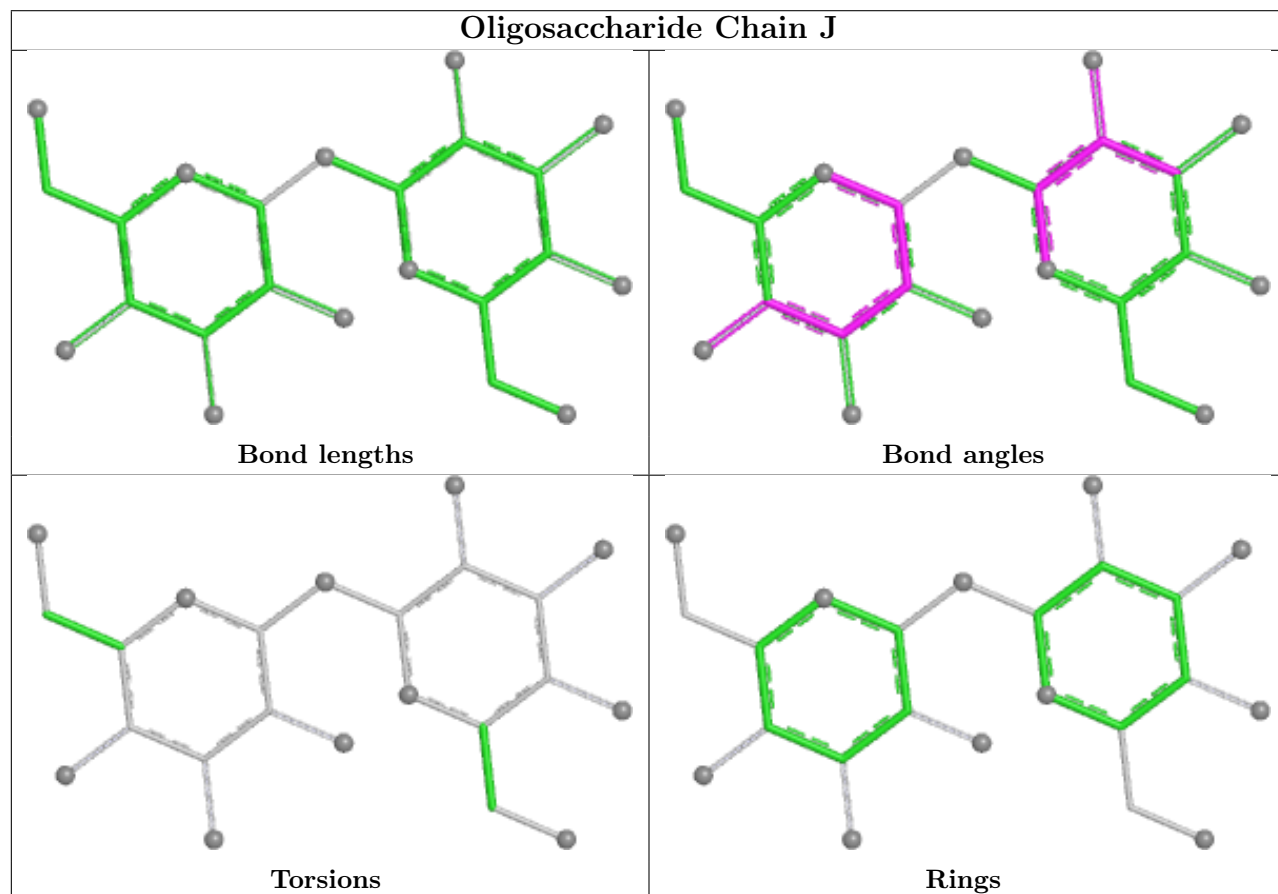 Oligosaccharide Chain J
Bond lengths
Bond angles
Torsions
Rings